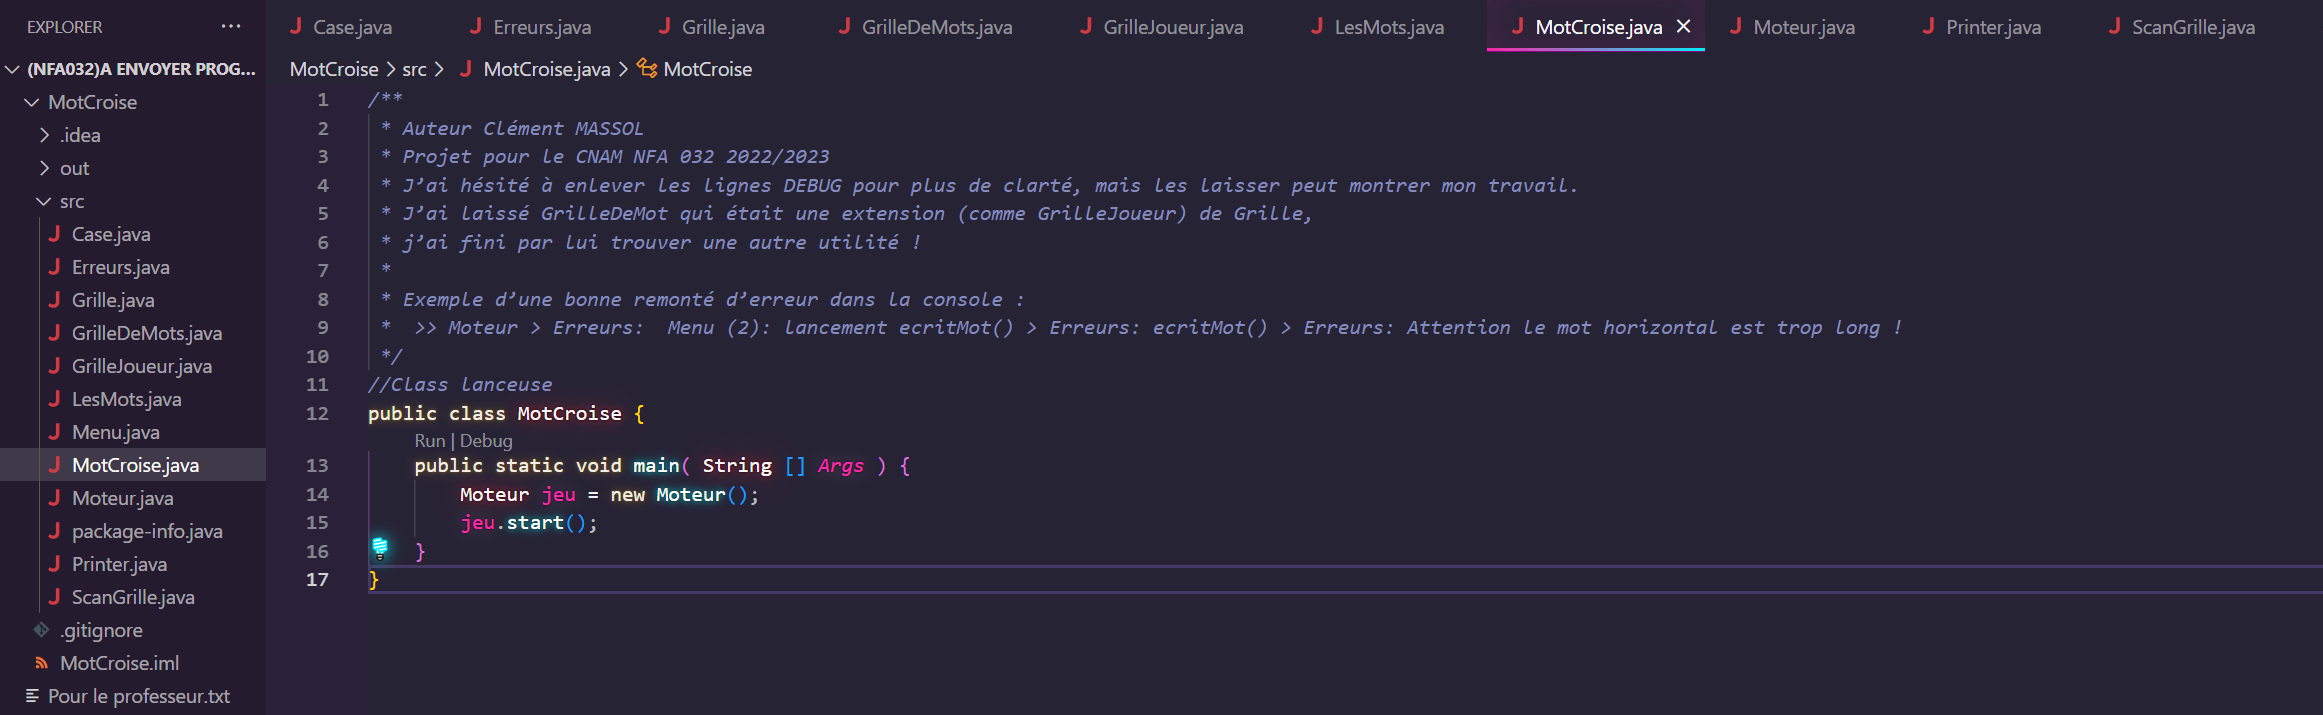 EXPLORER ···
(NFA032)A ENVOYER PROG...
MotCroise
.idea
out
src
Case.java
Erreurs.java
Grille.java
GrilleDeMots.java
GrilleJoueur.java
LesMots.java
Menu.java
MotCroise.java
Moteur.java
package-info.java
Printer.java
ScanGrille.java
.gitignore
MotCroise.iml
Pour le professeur.txt
Case.java Erreurs.java Grille.java GrilleDeMots.java GrilleJoueur.java LesMots.java MotCroise.java Moteur.java Printer.java ScanGrille.java
MotCroise > src > MotCroise.java > MotCroise
1 /**
2 * Auteur Clément MASSOL
3 * Projet pour le CNAM NFA 032 2022/2023
4 * J’ai hésité à enlever les lignes DEBUG pour plus de clarté, mais les laisser peut montrer mon travail.
5 * J’ai laissé GrilleDeMot qui était une extension (comme GrilleJoueur) de Grille,
6 * j’ai fini par lui trouver une autre utilité !
7 *
8 * Exemple d’une bonne remonté d’erreur dans la console :
9 *  >> Moteur > Erreurs:  Menu (2): lancement ecritMot() > Erreurs: ecritMot() > Erreurs: Attention le mot horizontal est trop long !
10 */
11 //Class lanceuse
12 public class MotCroise {
Run | Debug
13 public static void main( String [] Args ) {
14 Moteur jeu = new Moteur();
15 jeu.start();
16 }
17 }